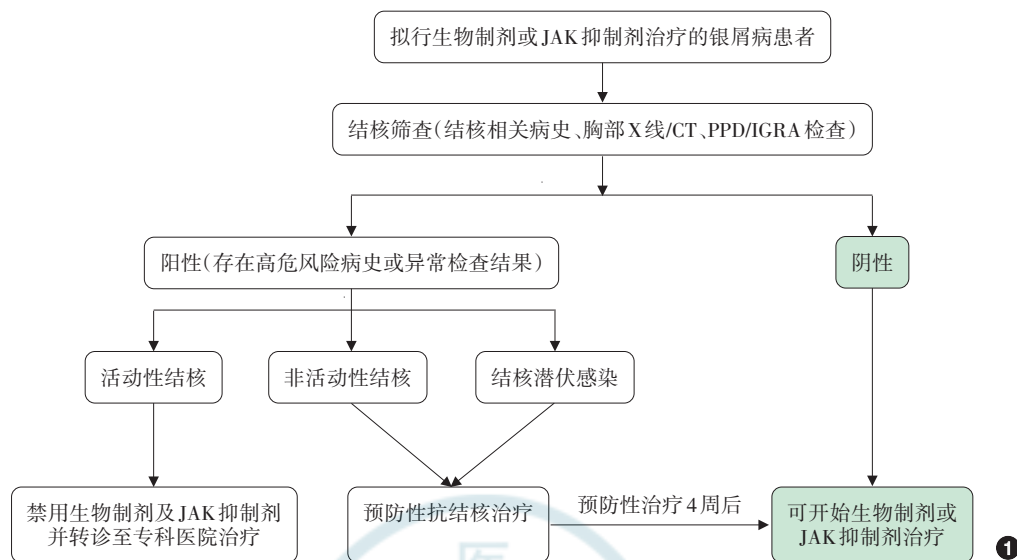 拟行生物制剂或JAK抑制剂治疗的银屑病患者
结核筛查(结核相关病史、胸部X线/CT、PPD/IGRA检查)
阳性(存在高危风险病史或异常检查结果)
阴性
活动性结核
非活动性结核
结核潜伏感染
禁用生物制剂及JAK抑制剂
并转诊至专科医院治疗
预防性抗结核治疗
预防性治疗4周后
可开始生物制剂或
JAK抑制剂治疗
医
❶